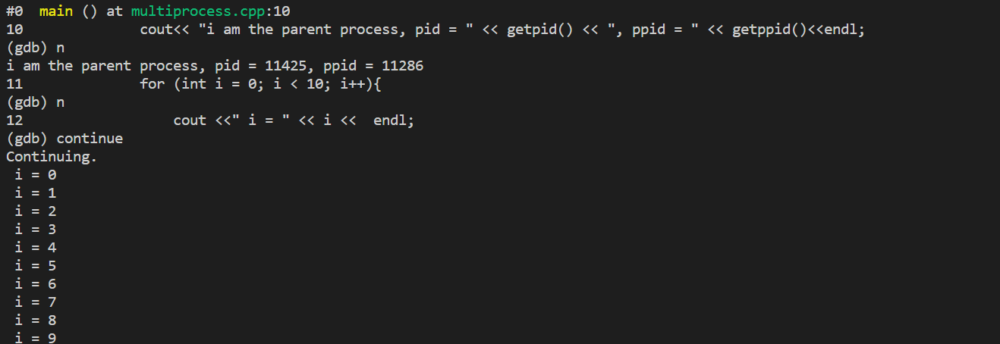 #0  main () at multiprocess.cpp:10
10              cout<< "i am the parent process, pid = " << getpid() << ", ppid = " << getppid()<<endl;
(gdb) n
i am the parent process, pid = 11425, ppid = 11286
11              for (int i = 0; i < 10; i++){
(gdb) n
12                  cout <<" i = " << i <<  endl;
(gdb) continue
Continuing.
 i = 0
 i = 1
 i = 2
 i = 3
 i = 4
 i = 5
 i = 6
 i = 7
 i = 8
 i = 9